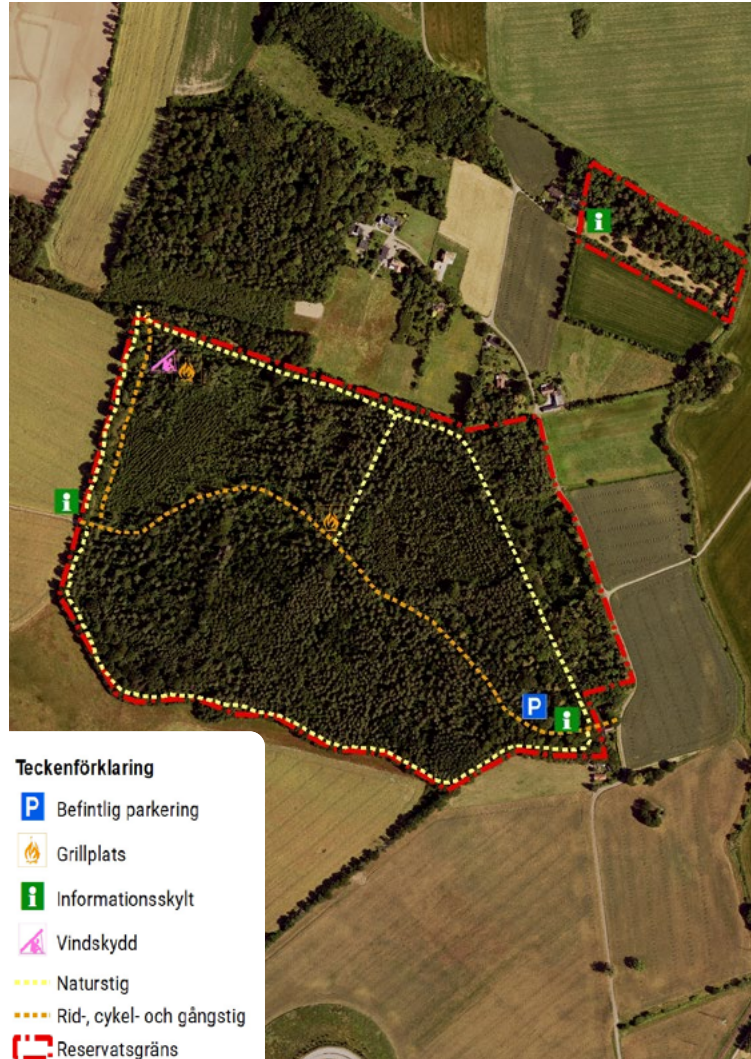 i
i
P
i
Teckenförklaring
P Befintlig parkering
Grillplats
i Informationsskylt
Vindskydd
Naturstig
Rid-, cykel- och gångstig
Reservatsgräns